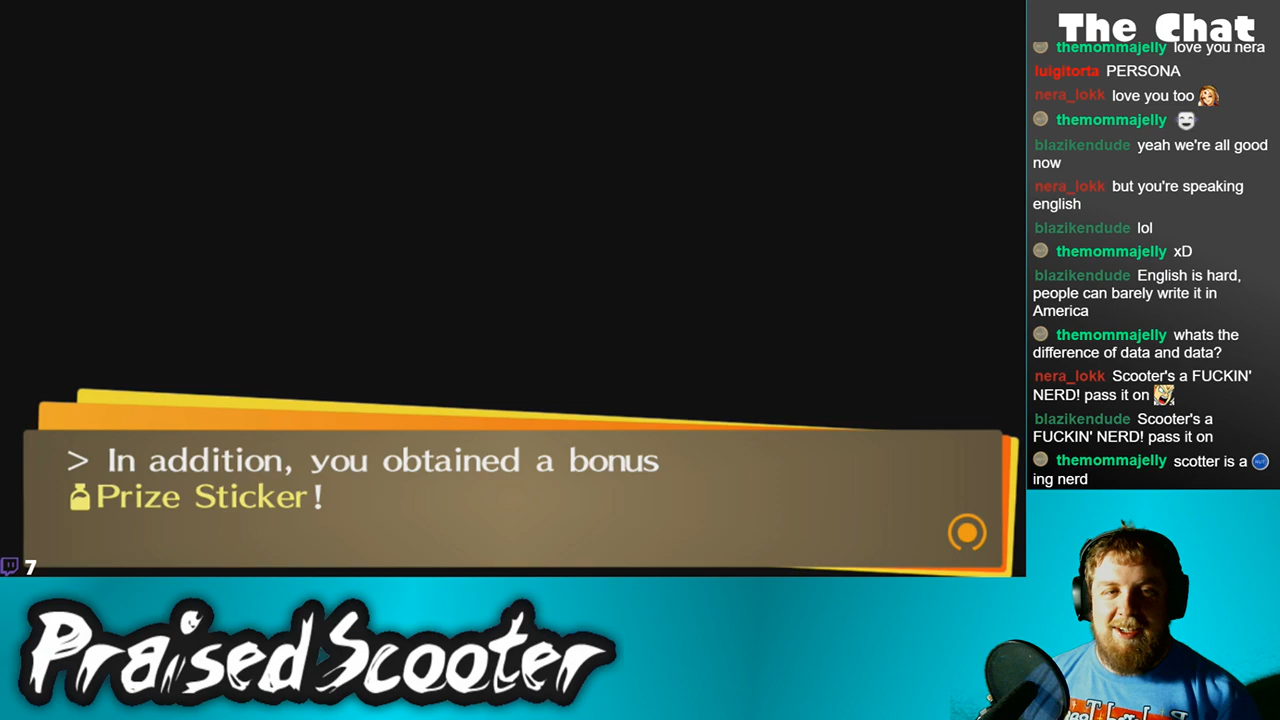 The Chat
themommajelly love you nera
luigitorta PERSONA
nera_lokk love you too
themommajelly
blazikendude yeah we're all good
now
nera_lokk but you're speaking
english
blazikendude lol
themommajelly xD
blazikendude English is hard,
people can barely write it in
America
themommajelly whats the
difference of data and data?
nera_lokk Scooter's a FUCKIN'
NERD! pass it on
blazikendude Scooter's a
FUCKIN' NERD! pass it on
themommajelly scotter is a
ing nerd
> In addition, you obtained a bonus
Prize Sticker!
7
PraisedScooter